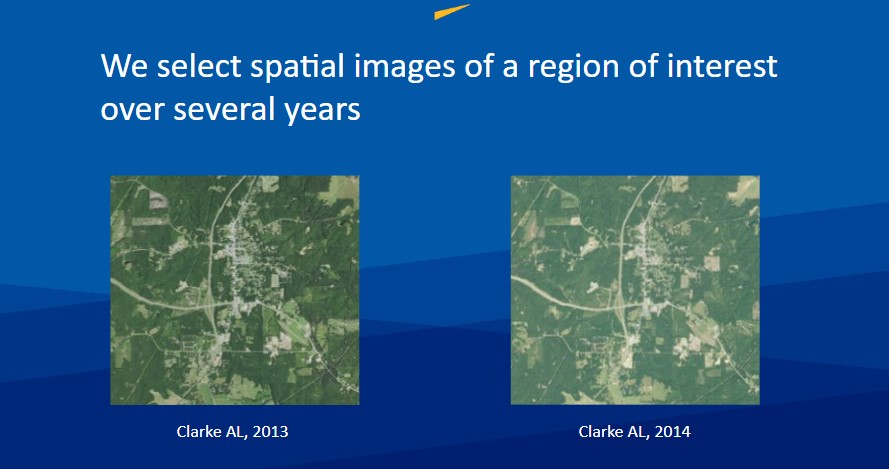 We select spatial images of a region of interest
over several years
Clarke AL, 2013
Clarke AL, 2014